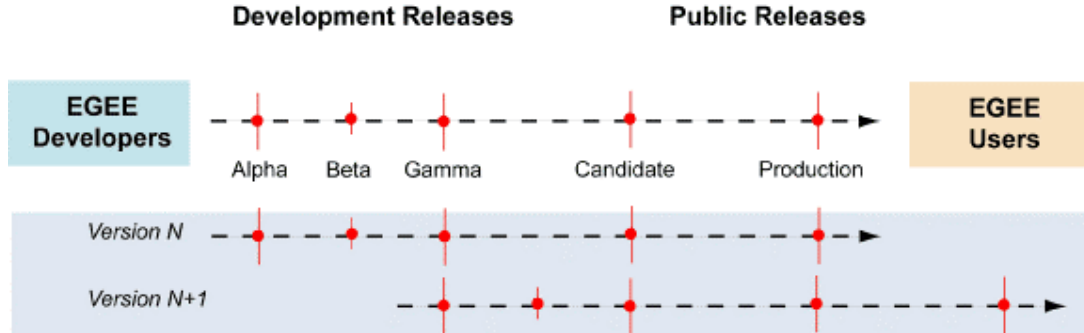 Development Releases
Public Releases
EGEE
Developers
EGEE
Users
Alpha
Beta
Gamma
Candidate
Production
Version N
Version N+1